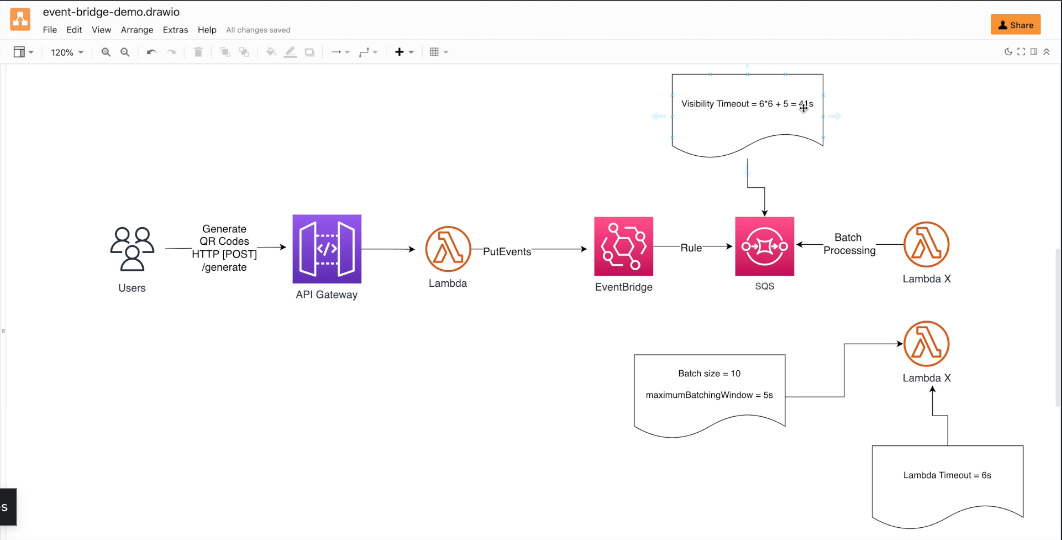 event-bridge-demo.drawio
File Edit View Arrange Extras Help All changes saved
Share
120%
Visibility Timeout = 6*6 + 5 = 41s
Generate
QR Codes
HTTP [POST]
/generate
Users
API Gateway
Lambda
PutEvents
EventBridge
Rule
SQS
Batch
Processing
Lambda X
Batch size = 10
maximumBatchingWindow = 5s
Lambda X
Lambda Timeout = 6s
s